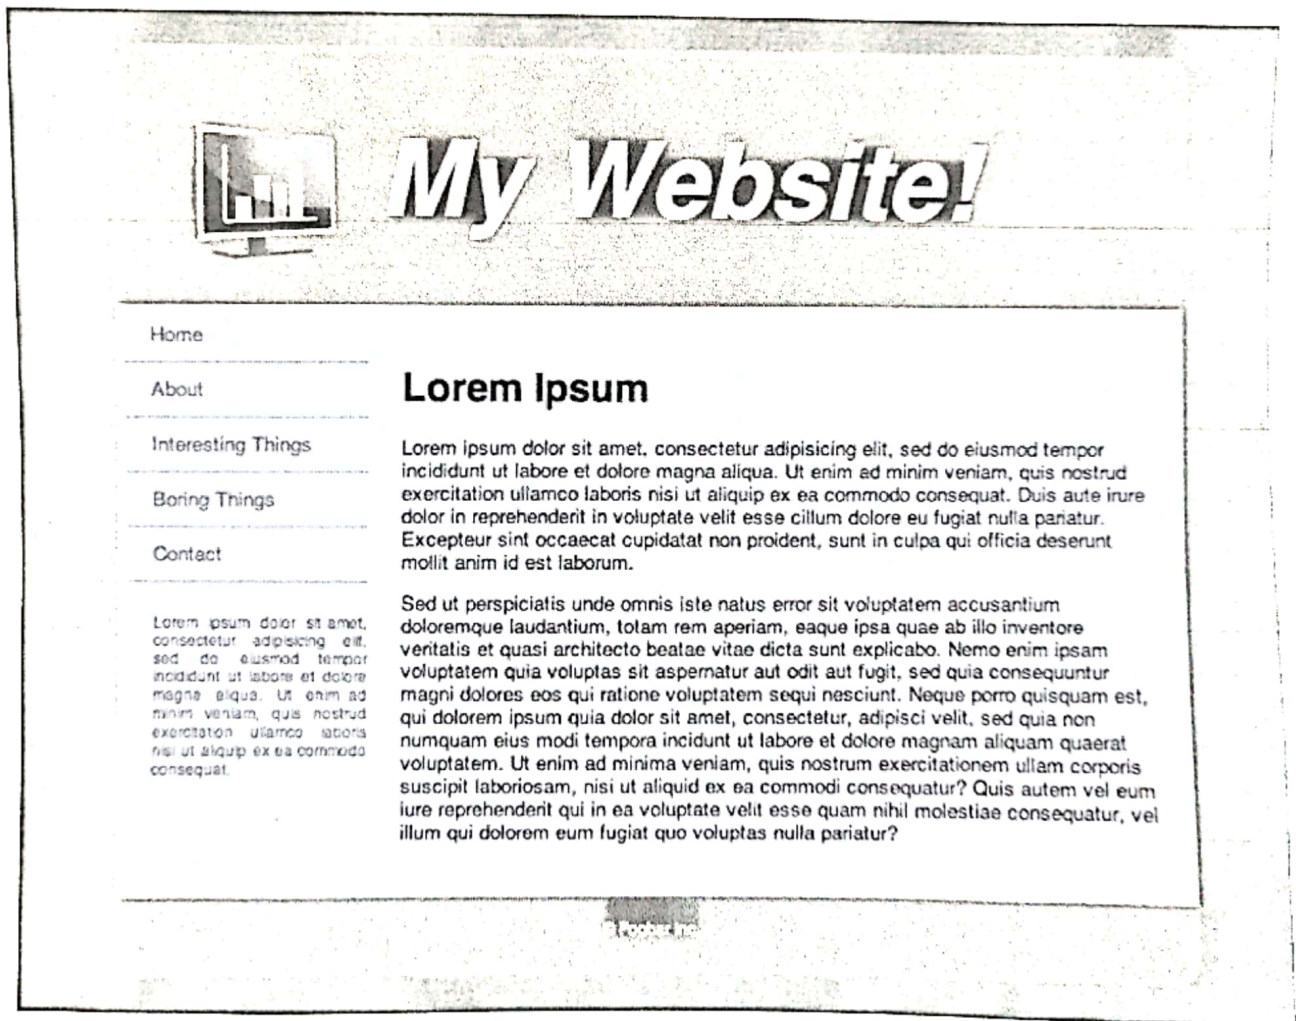 My Website!
Home
About
Interesting Things
Boring Things
Contact
Lorem ipsum dolor sit amet,
consectetur adipisicing elit,
sed do eiusmod tempor
incididunt ut labore et dolore
magna aliqua. Ut enim ad
minim veniam, quis nostrud
exercitation ullamco laboris
nisi ut aliquip ex ea commodo
consequat.
Lorem Ipsum
Lorem ipsum dolor sit amet, consectetur adipisicing elit, sed do eiusmod tempor
incididunt ut labore et dolore magna aliqua. Ut enim ad minim veniam, quis nostrud
exercitation ullamco laboris nisi ut aliquip ex ea commodo consequat. Duis aute irure
dolor in reprehenderit in voluptate velit esse cillum dolore eu fugiat nulla pariatur.
Excepteur sint occaecat cupidatat non proident, sunt in culpa qui officia deserunt
mollit anim id est laborum.
Sed ut perspiciatis unde omnis iste natus error sit voluptatem accusantium
doloremque laudantium, totam rem aperiam, eaque ipsa quae ab illo inventore
veritatis et quasi architecto beatae vitae dicta sunt explicabo. Nemo enim ipsam
voluptatem quia voluptas sit aspernatur aut odit aut fugit, sed quia consequuntur
magni dolores eos qui ratione voluptatem sequi nesciunt. Neque porro quisquam est,
qui dolorem ipsum quia dolor sit amet, consectetur, adipisci velit, sed quia non
numquam eius modi tempora incidunt ut labore et dolore magnam aliquam quaerat
voluptatem. Ut enim ad minima veniam, quis nostrum exercitationem ullam corporis
suscipit laboriosam, nisi ut aliquid ex ea commodi consequatur? Quis autem vel eum
iure reprehenderit qui in ea voluptate velit esse quam nihil molestiae consequatur, vel
illum qui dolorem eum fugiat quo voluptas nulla pariatur?
© Foobar Inc